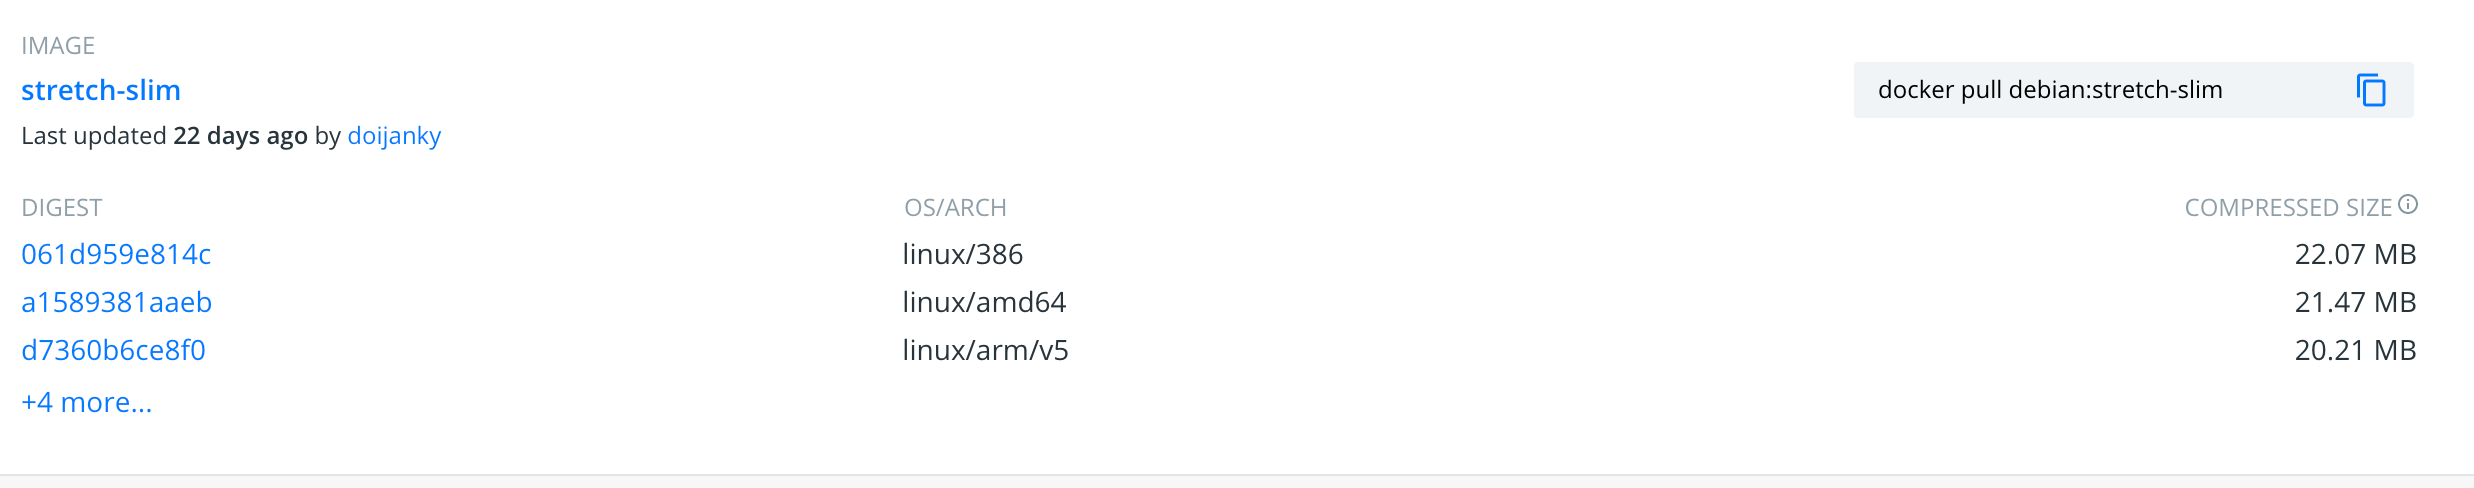 IMAGE
stretch-slim
docker pull debian:stretch-slim
Last updated 22 days ago by doijanky
DIGEST OS/ARCH COMPRESSED SIZE
061d959e814c linux/386 22.07 MB
a1589381aaeb linux/amd64 21.47 MB
d7360b6ce8f0 linux/arm/v5 20.21 MB
+4 more...